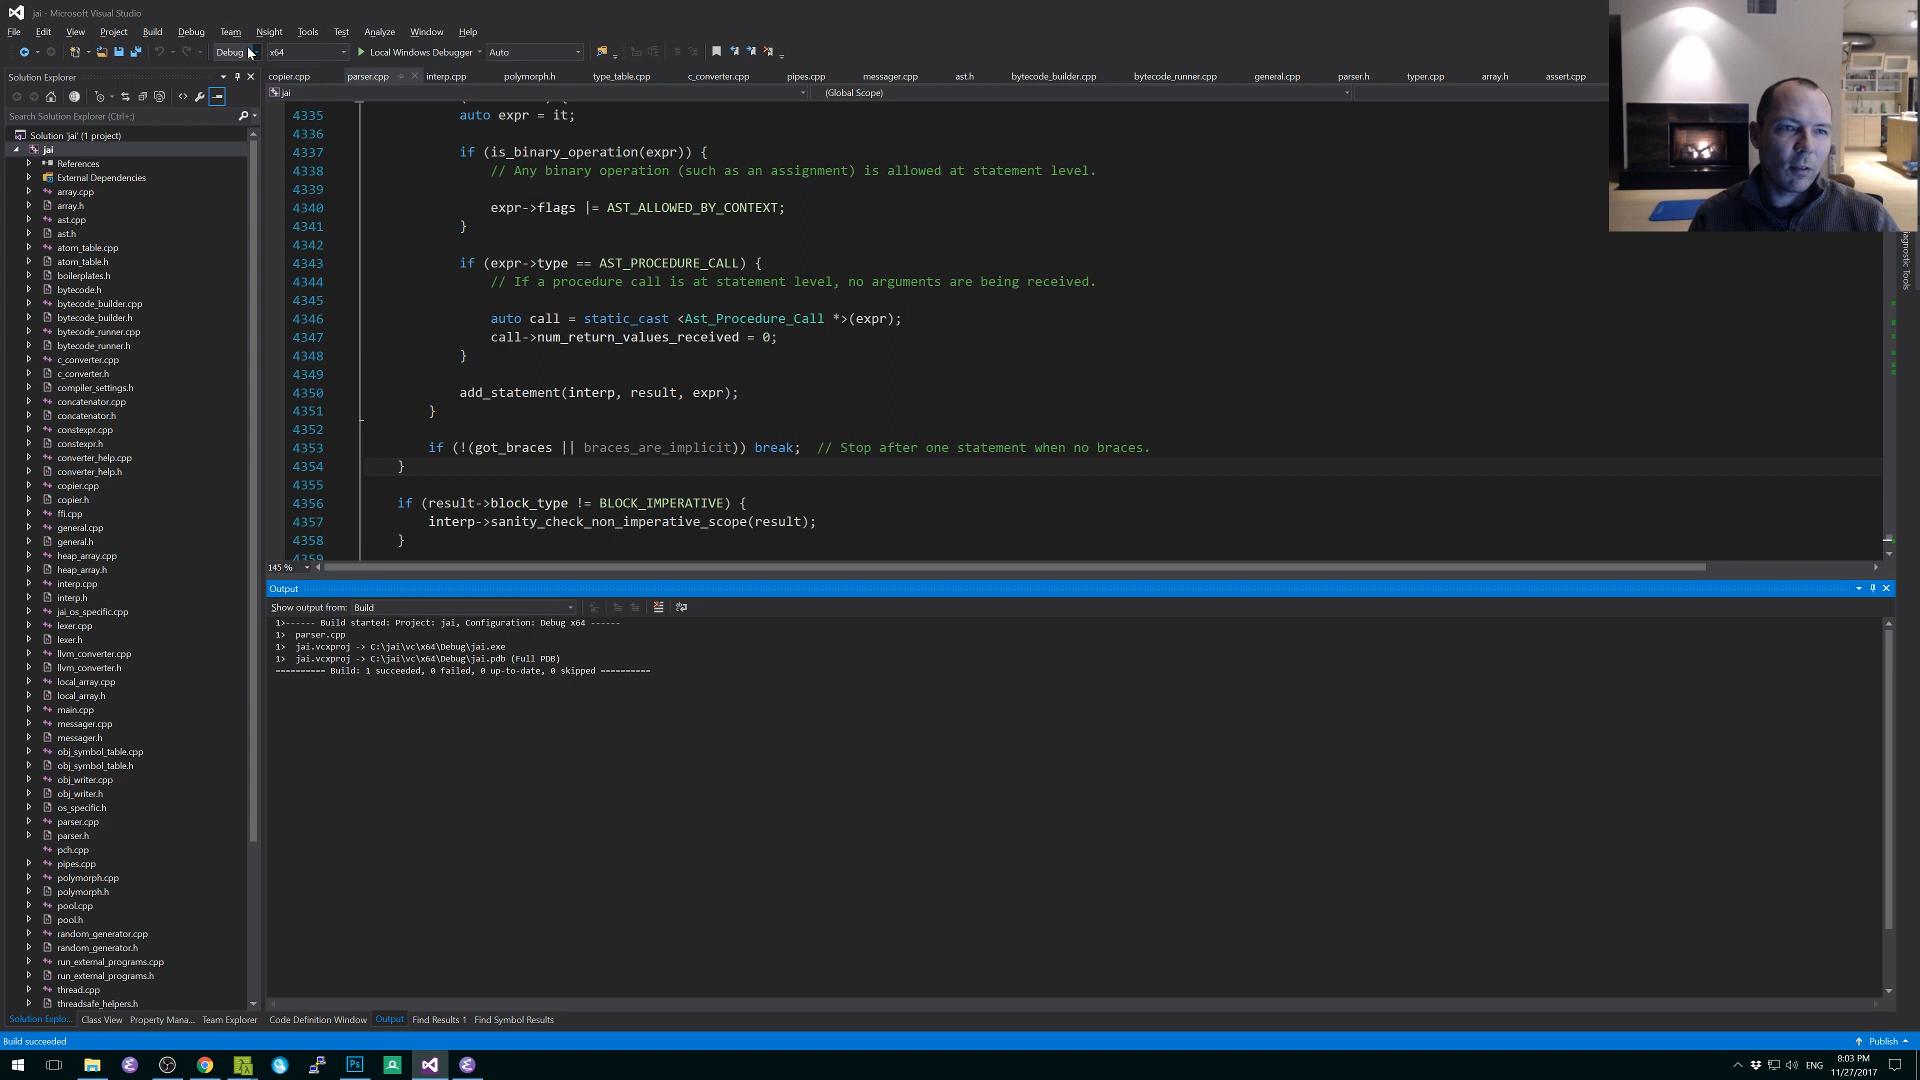 jai - Microsoft Visual Studio
File Edit View Project Build Debug Team Nsight Tools Test Analyze Window Help
Debug x64 Local Windows Debugger Auto
Solution Explorer
copier.cpp parser.cpp interp.cpp polymorph.h type_table.cpp c_converter.cpp pipes.cpp messager.cpp ast.h bytecode_builder.cpp bytecode_runner.cpp general.cpp parser.h typer.cpp array.h assert.cpp
jai (Global Scope)
Search Solution Explorer (Ctrl+;)
Solution 'jai' (1 project)
jai
References
External Dependencies
array.cpp
array.h
ast.cpp
ast.h
atom_table.cpp
atom_table.h
boilerplates.h
bytecode.h
bytecode_builder.cpp
bytecode_builder.h
bytecode_runner.cpp
bytecode_runner.h
c_converter.cpp
c_converter.h
compiler_settings.h
concatenator.cpp
concatenator.h
constexpr.cpp
constexpr.h
converter_help.cpp
converter_help.h
copier.cpp
copier.h
ffi.cpp
general.cpp
general.h
heap_array.cpp
heap_array.h
interp.cpp
interp.h
jai_os_specific.cpp
lexer.cpp
lexer.h
llvm_converter.cpp
llvm_converter.h
local_array.cpp
local_array.h
main.cpp
messager.cpp
messager.h
obj_symbol_table.cpp
obj_symbol_table.h
obj_writer.cpp
obj_writer.h
os_specific.h
parser.cpp
parser.h
pch.cpp
pipes.cpp
polymorph.cpp
polymorph.h
pool.cpp
pool.h
random_generator.cpp
random_generator.h
run_external_programs.cpp
run_external_programs.h
thread.cpp
threadsafe_helpers.h
Solution Explo... Class View Property Mana... Team Explorer
4335 auto expr = it;
4336
4337 if (is_binary_operation(expr)) {
4338 // Any binary operation (such as an assignment) is allowed at statement level.
4339
4340 expr->flags |= AST_ALLOWED_BY_CONTEXT;
4341 }
4342
4343 if (expr->type == AST_PROCEDURE_CALL) {
4344 // If a procedure call is at statement level, no arguments are being received.
4345
4346 auto call = static_cast <Ast_Procedure_Call *>(expr);
4347 call->num_return_values_received = 0;
4348 }
4349
4350 add_statement(interp, result, expr);
4351 }
4352
4353 if (!(got_braces || braces_are_implicit)) break; // Stop after one statement when no braces.
4354 }
4355
4356 if (result->block_type != BLOCK_IMPERATIVE) {
4357 interp->sanity_check_non_imperative_scope(result);
4358 }
4359
145 %
Output
Show output from: Build
1>------ Build started: Project: jai, Configuration: Debug x64 ------
1> parser.cpp
1> jai.vcxproj -> C:\jai\vc\x64\Debug\jai.exe
1> jai.vcxproj -> C:\jai\vc\x64\Debug\jai.pdb (Full PDB)
========== Build: 1 succeeded, 0 failed, 0 up-to-date, 0 skipped ==========
Code Definition Window Output Find Results 1 Find Symbol Results
Build succeeded
Publish
Ps
ENG
8:03 PM
11/27/2017